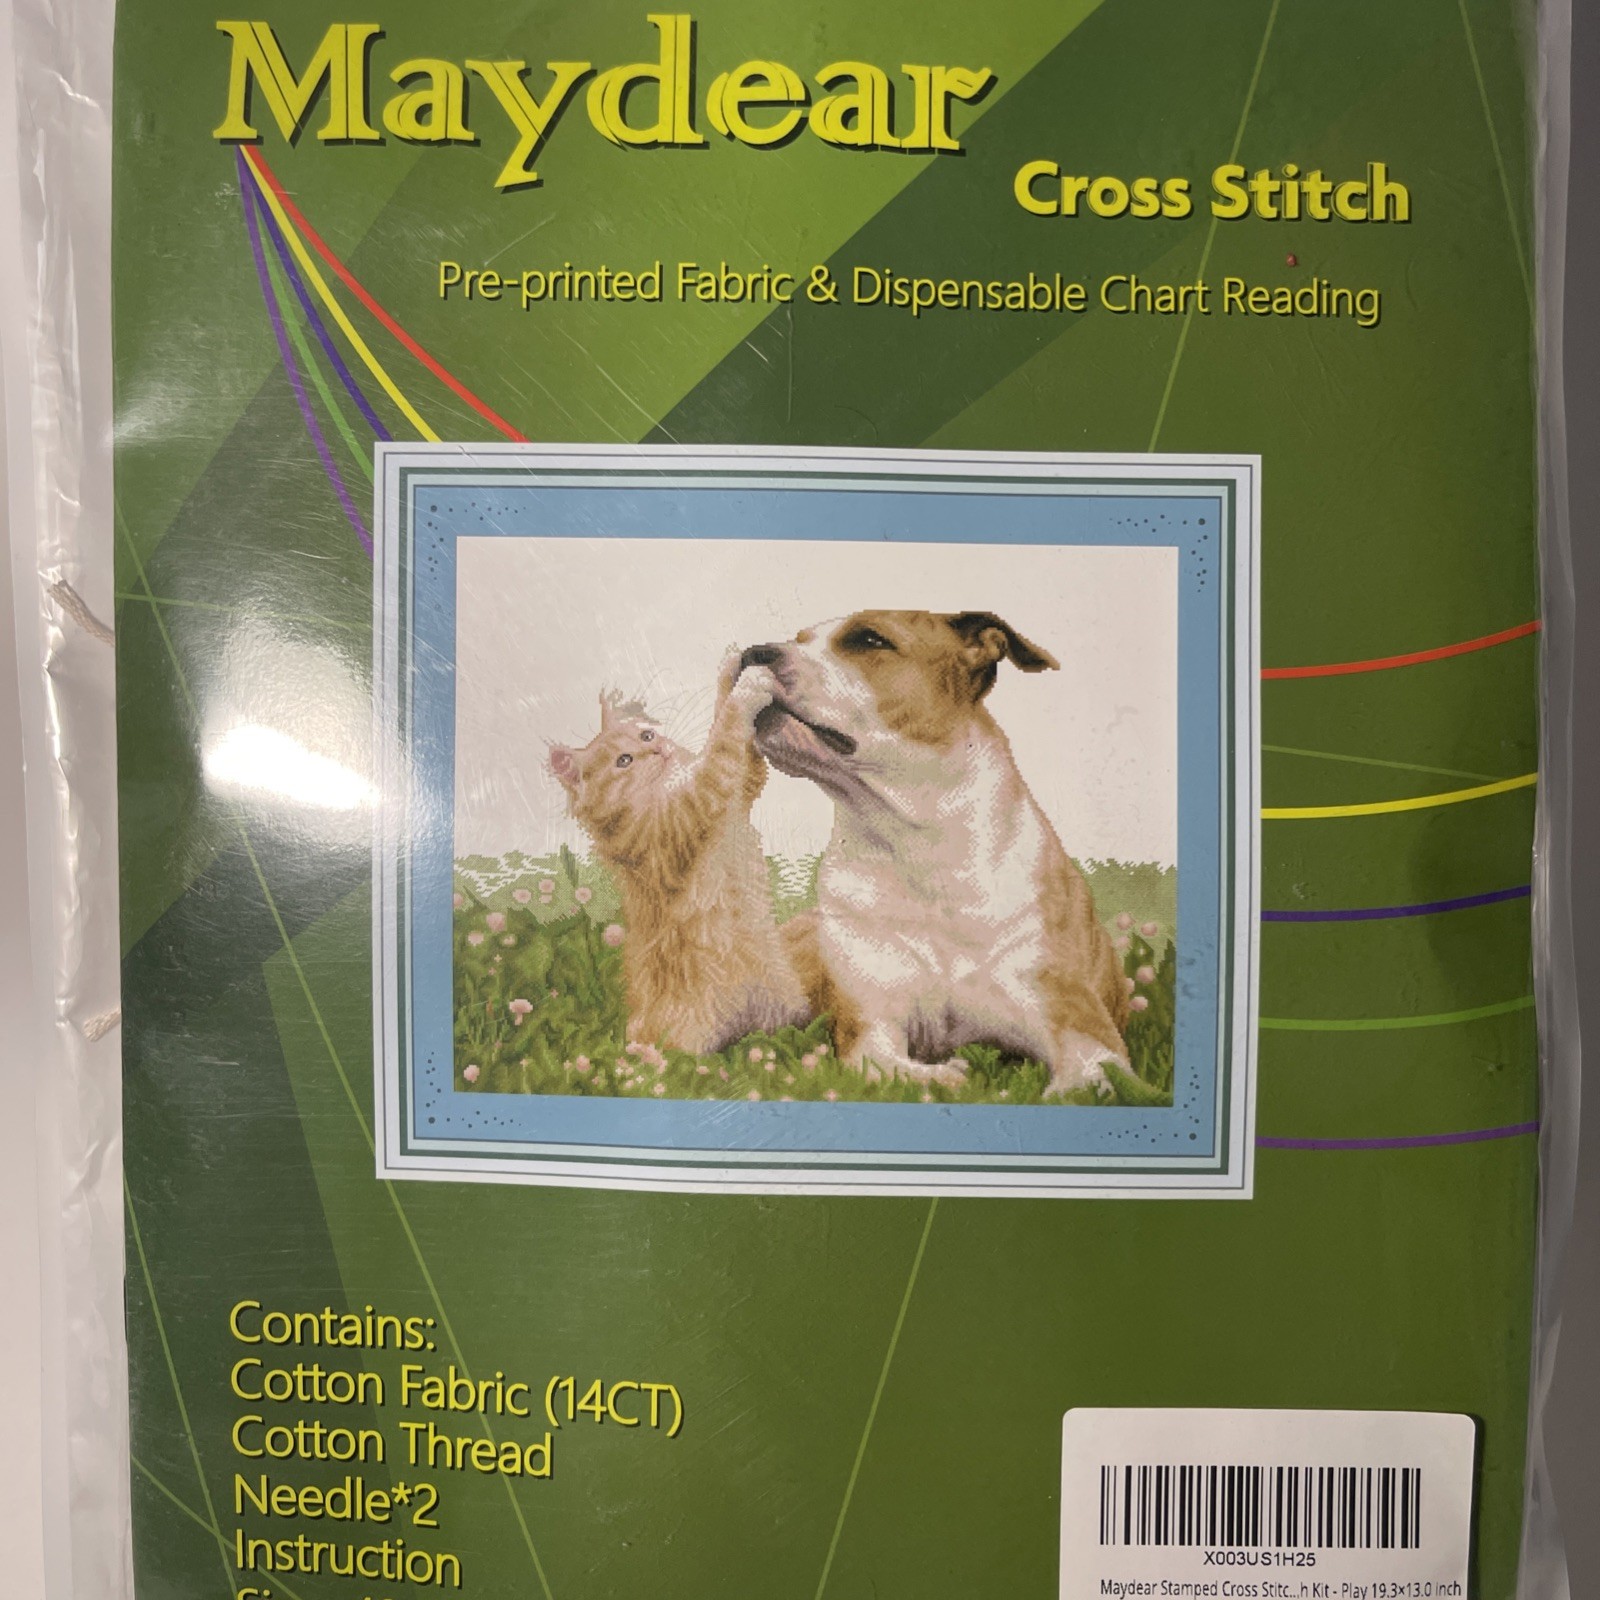 Maydear
Cross Stitch
Pre-printed Fabric & Dispensable Chart Reading
Contains:
Cotton Fabric (14CT)
Cotton Thread
Needle*2
Instruction
X003US1H25
Maydear Stamped Cross Stitc...h Kit - Play 19.3×13.0 inch